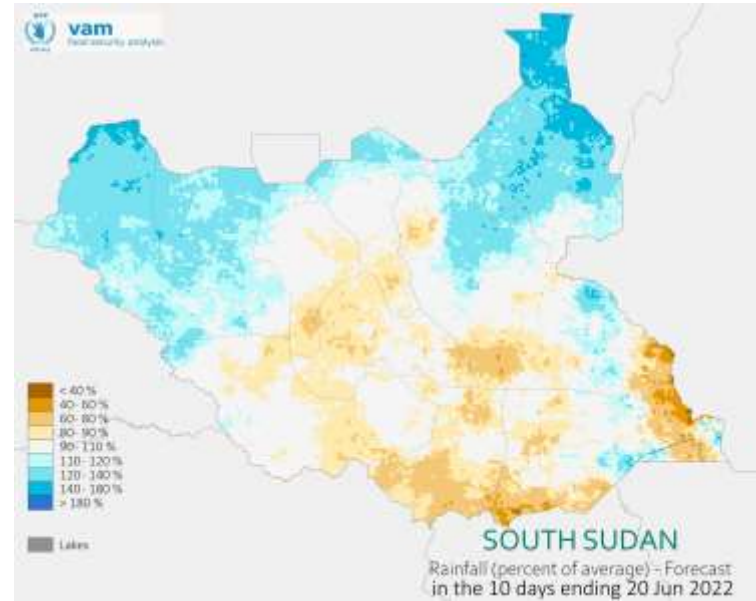 vam
food security analysis
< 40 %
40- 60 %
60- 80 %
80- 90 %
90- 110 %
110- 120 %
120- 140 %
140- 180 %
> 180 %
Lakes
SOUTH SUDAN
Rainfall (percent of average) - Forecast
in the 10 days ending 20 Jun 2022